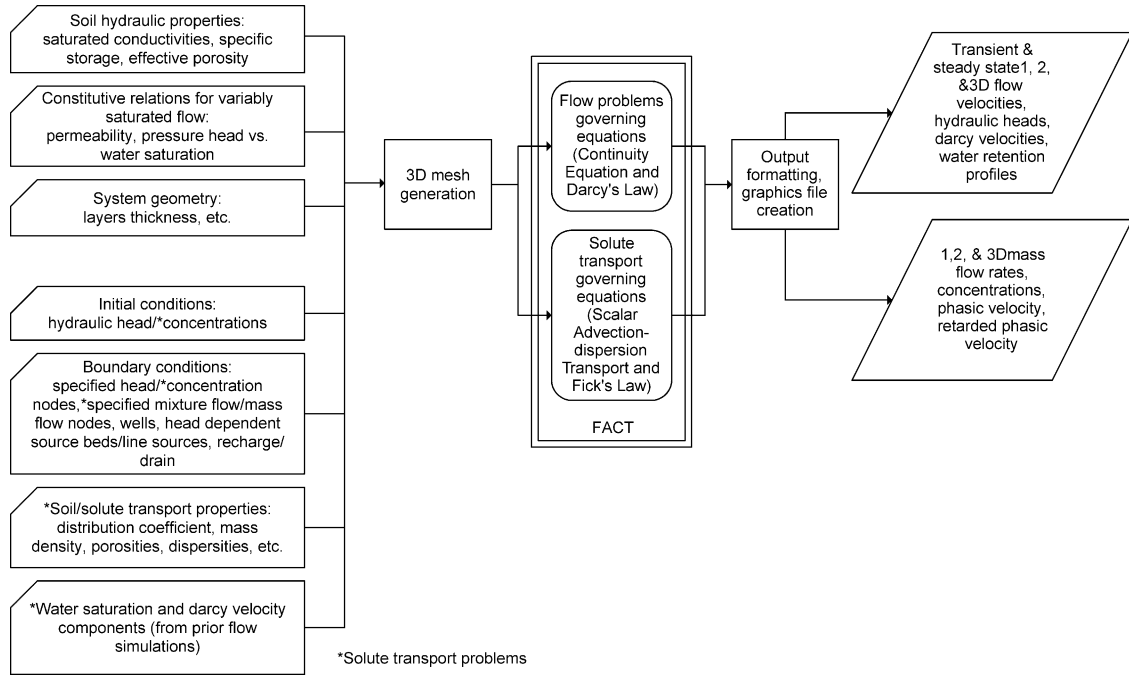 Soil hydraulic properties:
saturated conductivities, specific
storage, effective porosity
Constitutive relations for variably
saturated flow:
permeability, pressure head vs.
water saturation
System geometry:
layers thickness, etc.
Initial conditions:
hydraulic head/*concentrations
Boundary conditions:
specified head/*concentration
nodes,*specified mixture flow/mass
flow nodes, wells, head dependent
source beds/line sources, recharge/
drain
*Soil/solute transport properties:
distribution coefficient, mass
density, porosities, dispersities, etc.
*Water saturation and darcy velocity
components (from prior flow
simulations)
*Solute transport problems
3D mesh
generation
Flow problems
governing
equations
(Continuity
Equation and
Darcy's Law)
Solute
transport
governing
equations
(Scalar
Advection-
dispersion
Transport and
Fick's Law)
FACT
Output
formatting,
graphics file
creation
Transient &
steady state1, 2,
&3D flow
velocities,
hydraulic heads,
darcy velocities,
water retention
profiles
1,2, & 3Dmass
flow rates,
concentrations,
phasic velocity,
retarded phasic
velocity